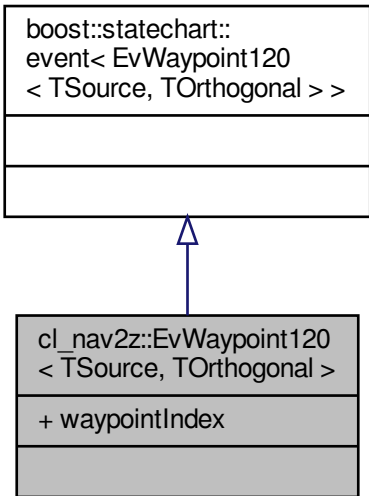 boost::statechart::
event< EvWaypoint120
< TSource, TOrthogonal > >
cl_nav2z::EvWaypoint120
< TSource, TOrthogonal >
+ waypointIndex